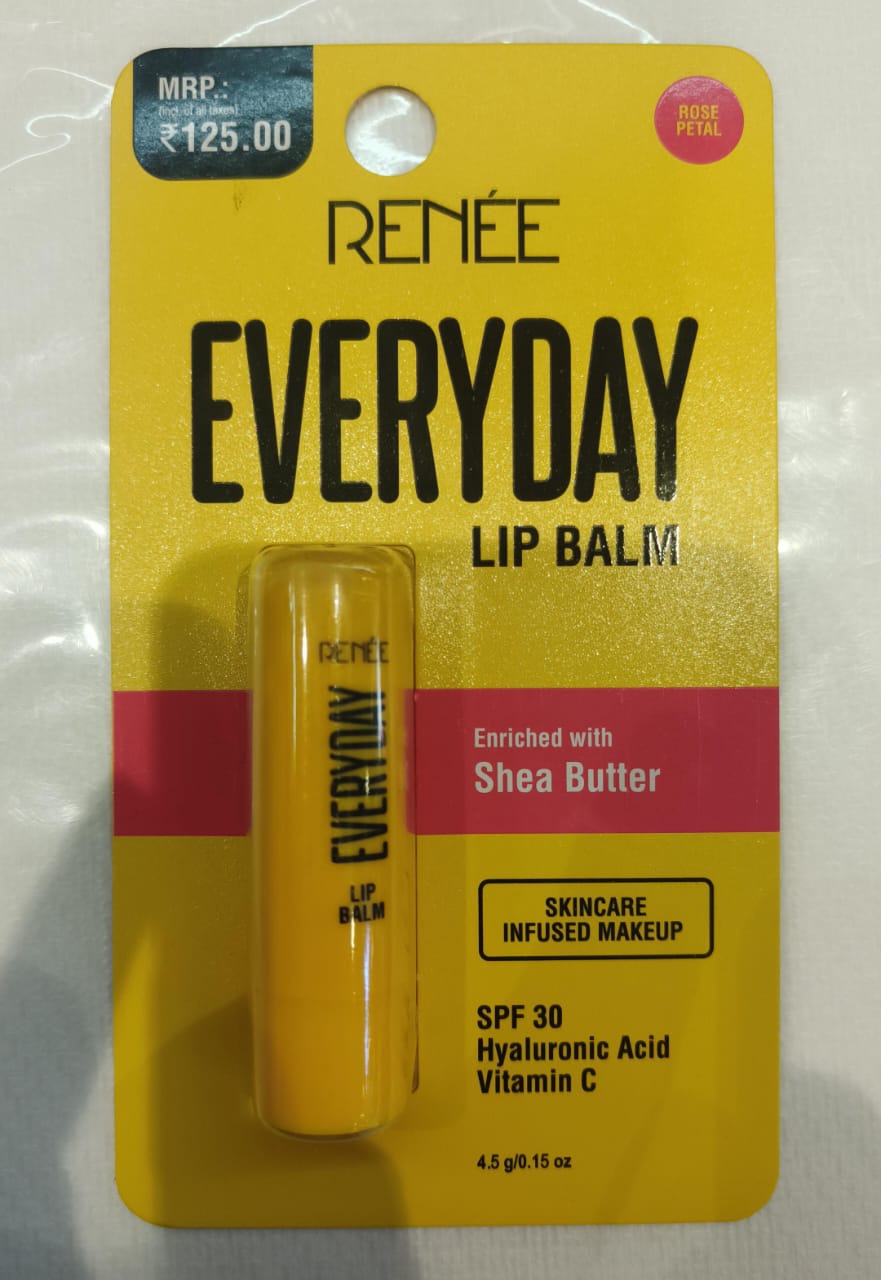 MRP.:
(incl. of all taxes)
₹125.00
ROSE
PETAL
RENÉE
EVERYDAY
LIP BALM
RENÉE
EVERYDAY
LIP
BALM
Enriched with
Shea Butter
SKINCARE
INFUSED MAKEUP
SPF 30
Hyaluronic Acid
Vitamin C
4.5 g/0.15 oz